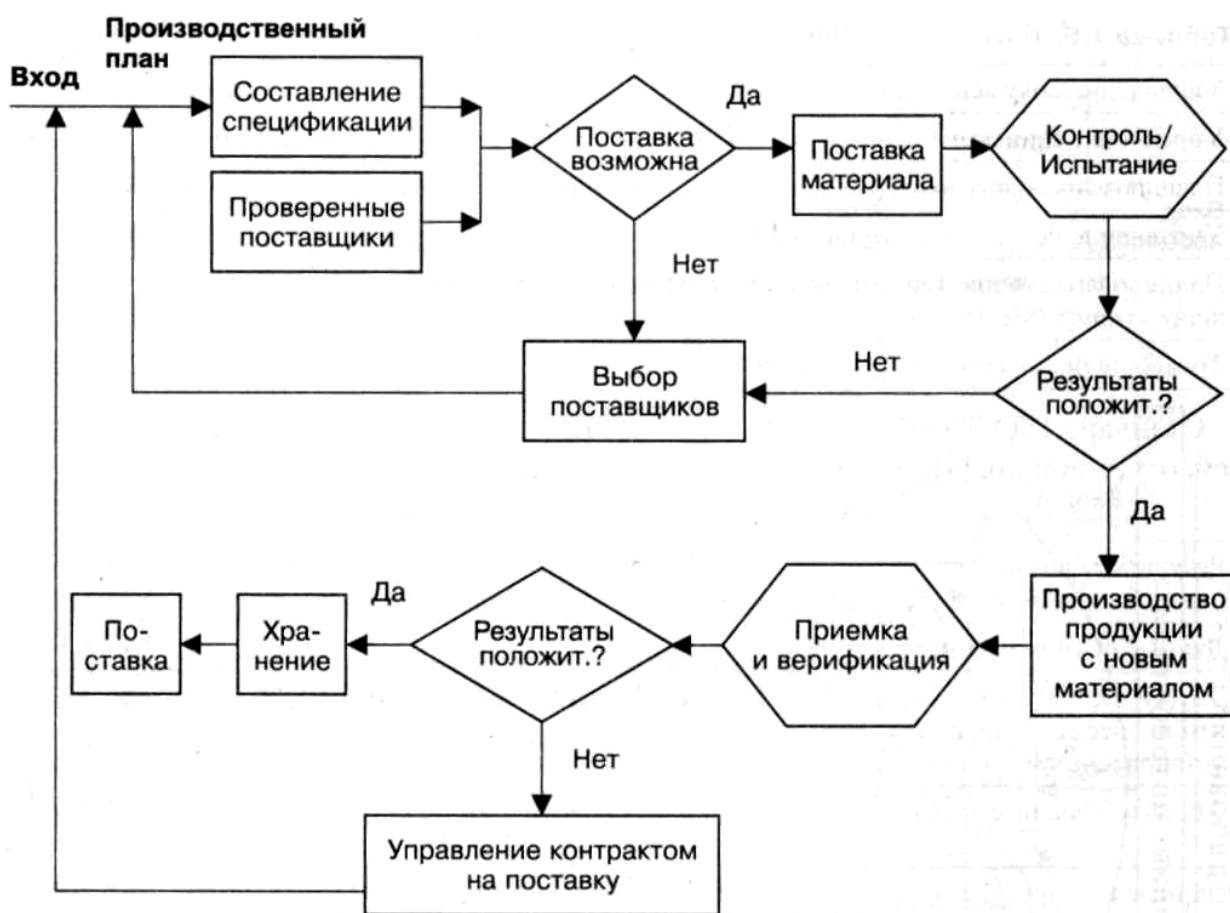 Производственный
план
Вход
Составление
спецификации
Проверенные
поставщики
Поставка
возможна
Да
Поставка
материала
Контроль/
Испытание
Нет
Выбор
поставщиков
Нет
Результаты
положит.?
Да
По-
ставка
Хра-
нение
Да
Результаты
положит.?
Приемка
и верификация
Производство
продукции
с новым
материалом
Нет
Управление контрактом
на поставку